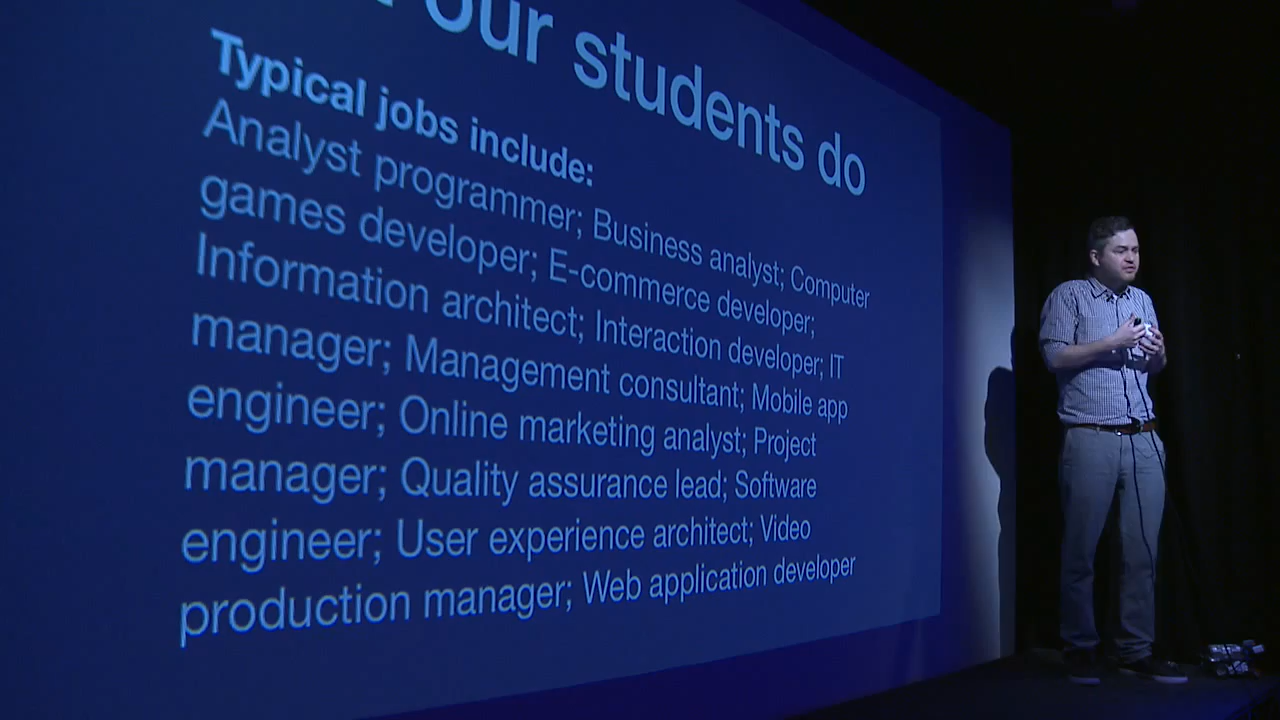 our students do
Typical jobs include:
Analyst programmer; Business analyst; Computer
games developer; E-commerce developer;
Information architect; Interaction developer; IT
manager; Management consultant; Mobile app
engineer; Online marketing analyst; Project
manager; Quality assurance lead; Software
engineer; User experience architect; Video
production manager; Web application developer